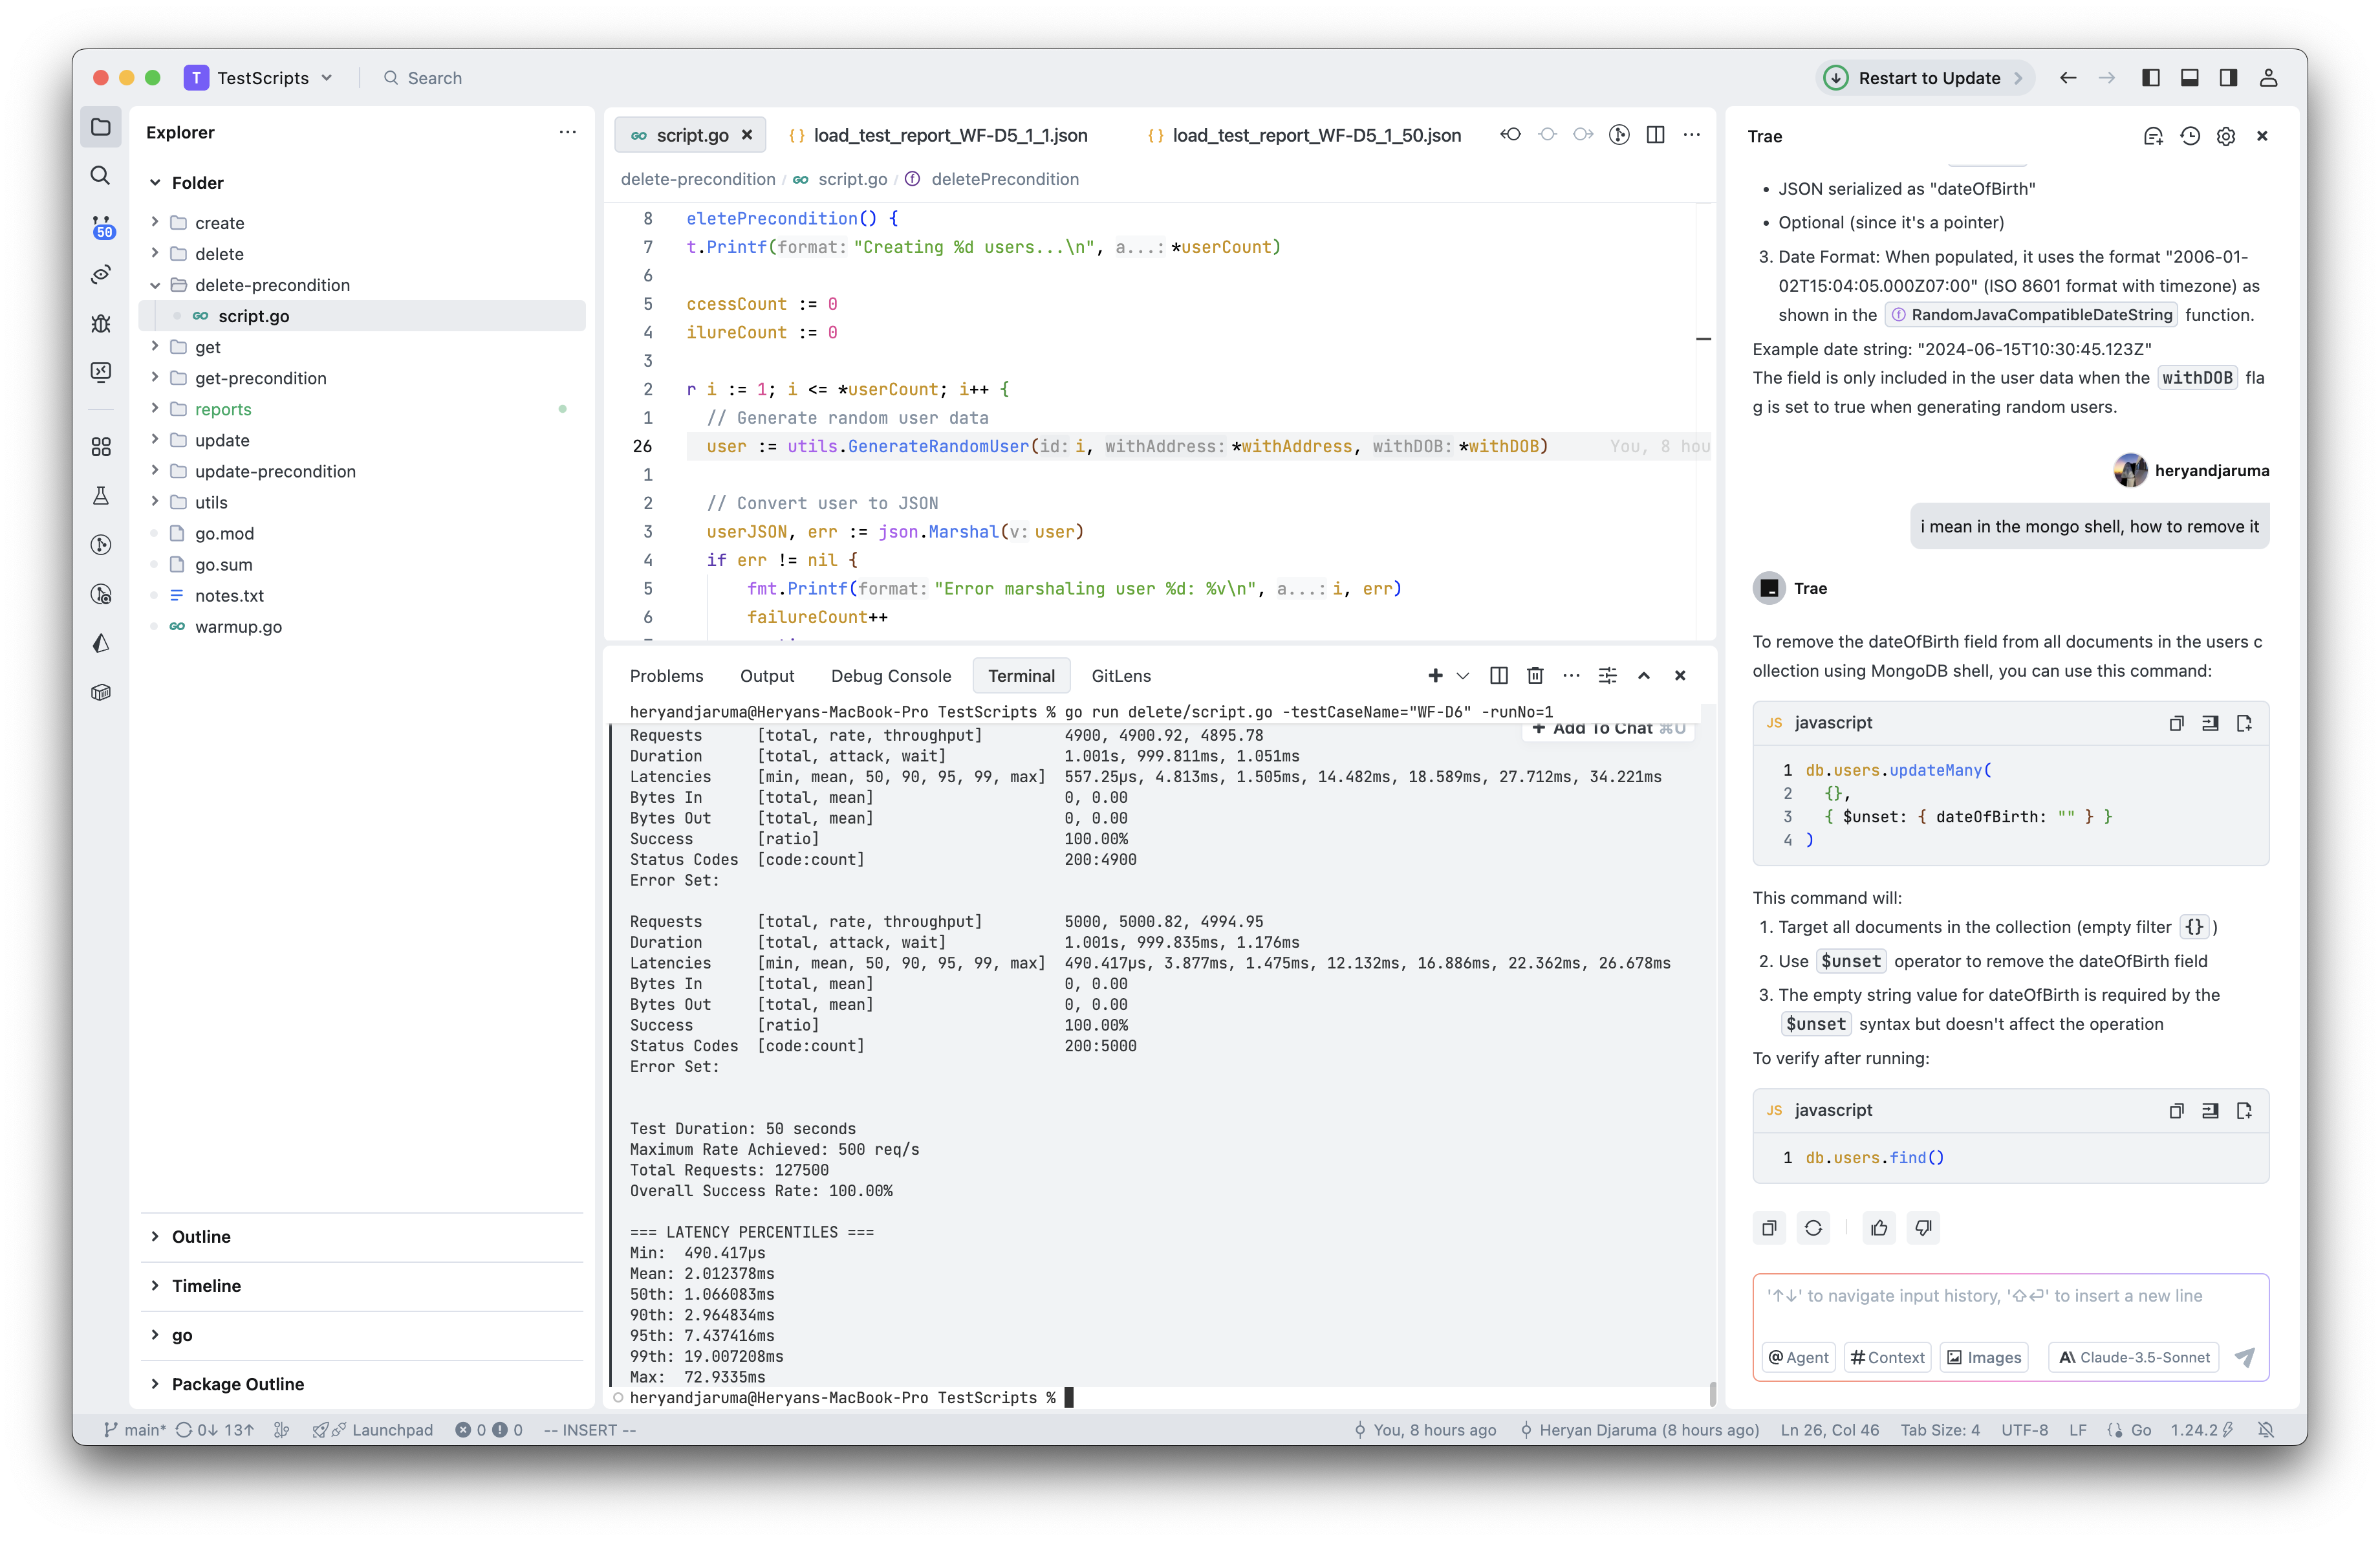 T TestScripts
Search
Restart to Update
Explorer
Folder
create
delete
delete-precondition
script.go
get
get-precondition
reports
update
update-precondition
utils
go.mod
go.sum
notes.txt
warmup.go
50
Outline
Timeline
go
Package Outline
script.go
{} load_test_report_WF-D5_1_1.json
{} load_test_report_WF-D5_1_50.json
delete-precondition / script.go / deletePrecondition
8 eletePrecondition() {
7 t.Printf(format: "Creating %d users...\n", a...: *userCount)
6
5 ccessCount := 0
4 ilureCount := 0
3
2 r i := 1; i <= *userCount; i++ {
1 // Generate random user data
26 user := utils.GenerateRandomUser(id: i, withAddress: *withAddress, withDOB: *withDOB) You, 8 hou
1
2 // Convert user to JSON
3 userJSON, err := json.Marshal(v: user)
4 if err != nil {
5 fmt.Printf(format: "Error marshaling user %d: %v\n", a...: i, err)
6 failureCount++
Problems
Output
Debug Console
Terminal
GitLens
heryandjaruma@Heryans-MacBook-Pro TestScripts % go run delete/script.go -testCaseName="WF-D6" -runNo=1
+ Add To Chat ⌘U
Requests [total, rate, throughput] 4900, 4900.92, 4895.78
Duration [total, attack, wait] 1.001s, 999.811ms, 1.051ms
Latencies [min, mean, 50, 90, 95, 99, max] 557.25µs, 4.813ms, 1.505ms, 14.482ms, 18.589ms, 27.712ms, 34.221ms
Bytes In [total, mean] 0, 0.00
Bytes Out [total, mean] 0, 0.00
Success [ratio] 100.00%
Status Codes [code:count] 200:4900
Error Set:
Requests [total, rate, throughput] 5000, 5000.82, 4994.95
Duration [total, attack, wait] 1.001s, 999.835ms, 1.176ms
Latencies [min, mean, 50, 90, 95, 99, max] 490.417µs, 3.877ms, 1.475ms, 12.132ms, 16.886ms, 22.362ms, 26.678ms
Bytes In [total, mean] 0, 0.00
Bytes Out [total, mean] 0, 0.00
Success [ratio] 100.00%
Status Codes [code:count] 200:5000
Error Set:
Test Duration: 50 seconds
Maximum Rate Achieved: 500 req/s
Total Requests: 127500
Overall Success Rate: 100.00%
=== LATENCY PERCENTILES ===
Min: 490.417µs
Mean: 2.012378ms
50th: 1.066083ms
90th: 2.964834ms
95th: 7.437416ms
99th: 19.007208ms
Max: 72.9335ms
heryandjaruma@Heryans-MacBook-Pro TestScripts %
Trae
• JSON serialized as "dateOfBirth"
• Optional (since it's a pointer)
3. Date Format: When populated, it uses the format "2006-01-
02T15:04:05.000Z07:00" (ISO 8601 format with timezone) as
shown in the RandomJavaCompatibleDateString function.
Example date string: "2024-06-15T10:30:45.123Z"
The field is only included in the user data when the withDOB fla
g is set to true when generating random users.
heryandjaruma
i mean in the mongo shell, how to remove it
Trae
To remove the dateOfBirth field from all documents in the users c
ollection using MongoDB shell, you can use this command:
JS javascript
1 db.users.updateMany(
2 {},
3 { $unset: { dateOfBirth: "" } }
4 )
This command will:
1. Target all documents in the collection (empty filter {} )
2. Use $unset operator to remove the dateOfBirth field
3. The empty string value for dateOfBirth is required by the
$unset syntax but doesn't affect the operation
To verify after running:
JS javascript
1 db.users.find()
'↑↓' to navigate input history, '⇧⏎' to insert a new line
@ Agent
# Context
Images
Claude-3.5-Sonnet
main* 0↓ 13↑ Launchpad 0 0 -- INSERT -- You, 8 hours ago Heryan Djaruma (8 hours ago) Ln 26, Col 46 Tab Size: 4 UTF-8 LF Go 1.24.2